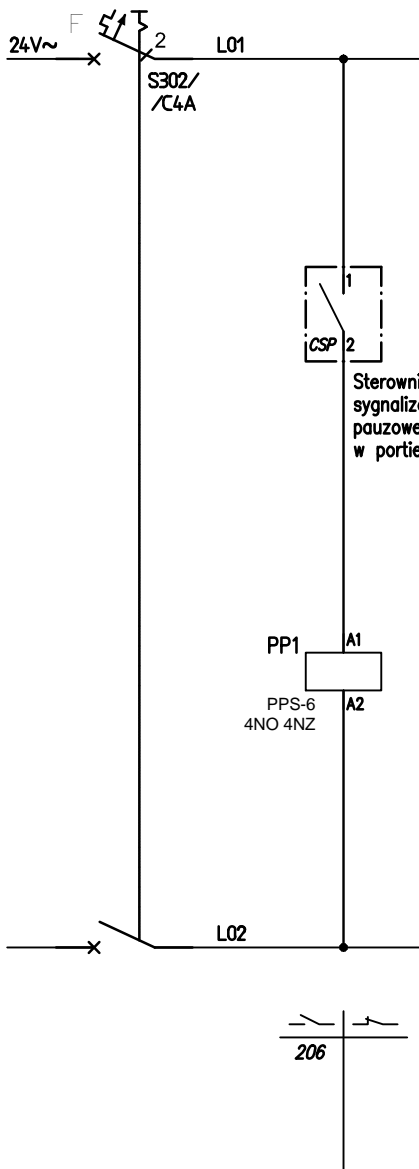 F
24V~
2
L01
S302/
/C4A
1
CSP 2
Sterowni
sygnaliz
pauzowe
w portie
PP1
A1
PPS-6
A2
4NO 4NZ
L02
206